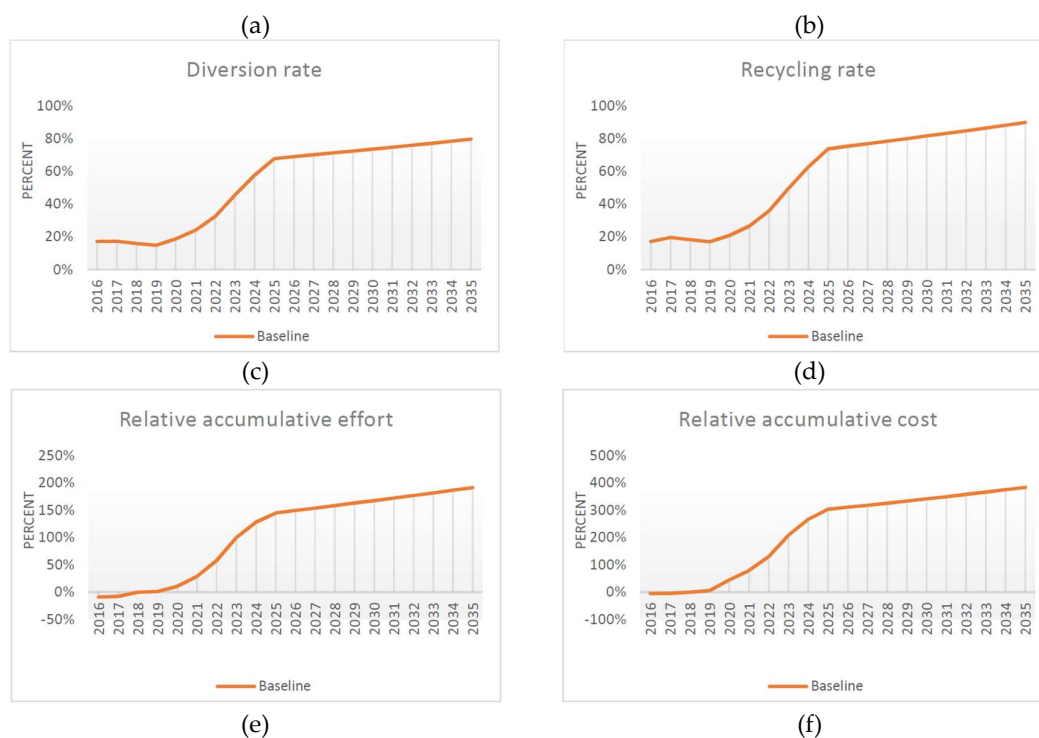 (a)
(b)
Diversion rate
PERCENT
100%
80%
60%
40%
20%
0%
2016 2017 2018 2019 2020 2021 2022 2023 2024 2025 2026 2027 2028 2029 2030 2031 2032 2033 2034 2035
Baseline
Recycling rate
PERCENT
100%
80%
60%
40%
20%
0%
2016 2017 2018 2019 2020 2021 2022 2023 2024 2025 2026 2027 2028 2029 2030 2031 2032 2033 2034 2035
Baseline
(c)
(d)
Relative accumulative effort
PERCENT
250%
200%
150%
100%
50%
0%
-50%
2016 2017 2018 2019 2020 2021 2022 2023 2024 2025 2026 2027 2028 2029 2030 2031 2032 2033 2034 2035
Baseline
Relative accumulative cost
PERCENT
500%
400%
300%
200%
100%
0%
-100%
2016 2017 2018 2019 2020 2021 2022 2023 2024 2025 2026 2027 2028 2029 2030 2031 2032 2033 2034 2035
Baseline
(e)
(f)